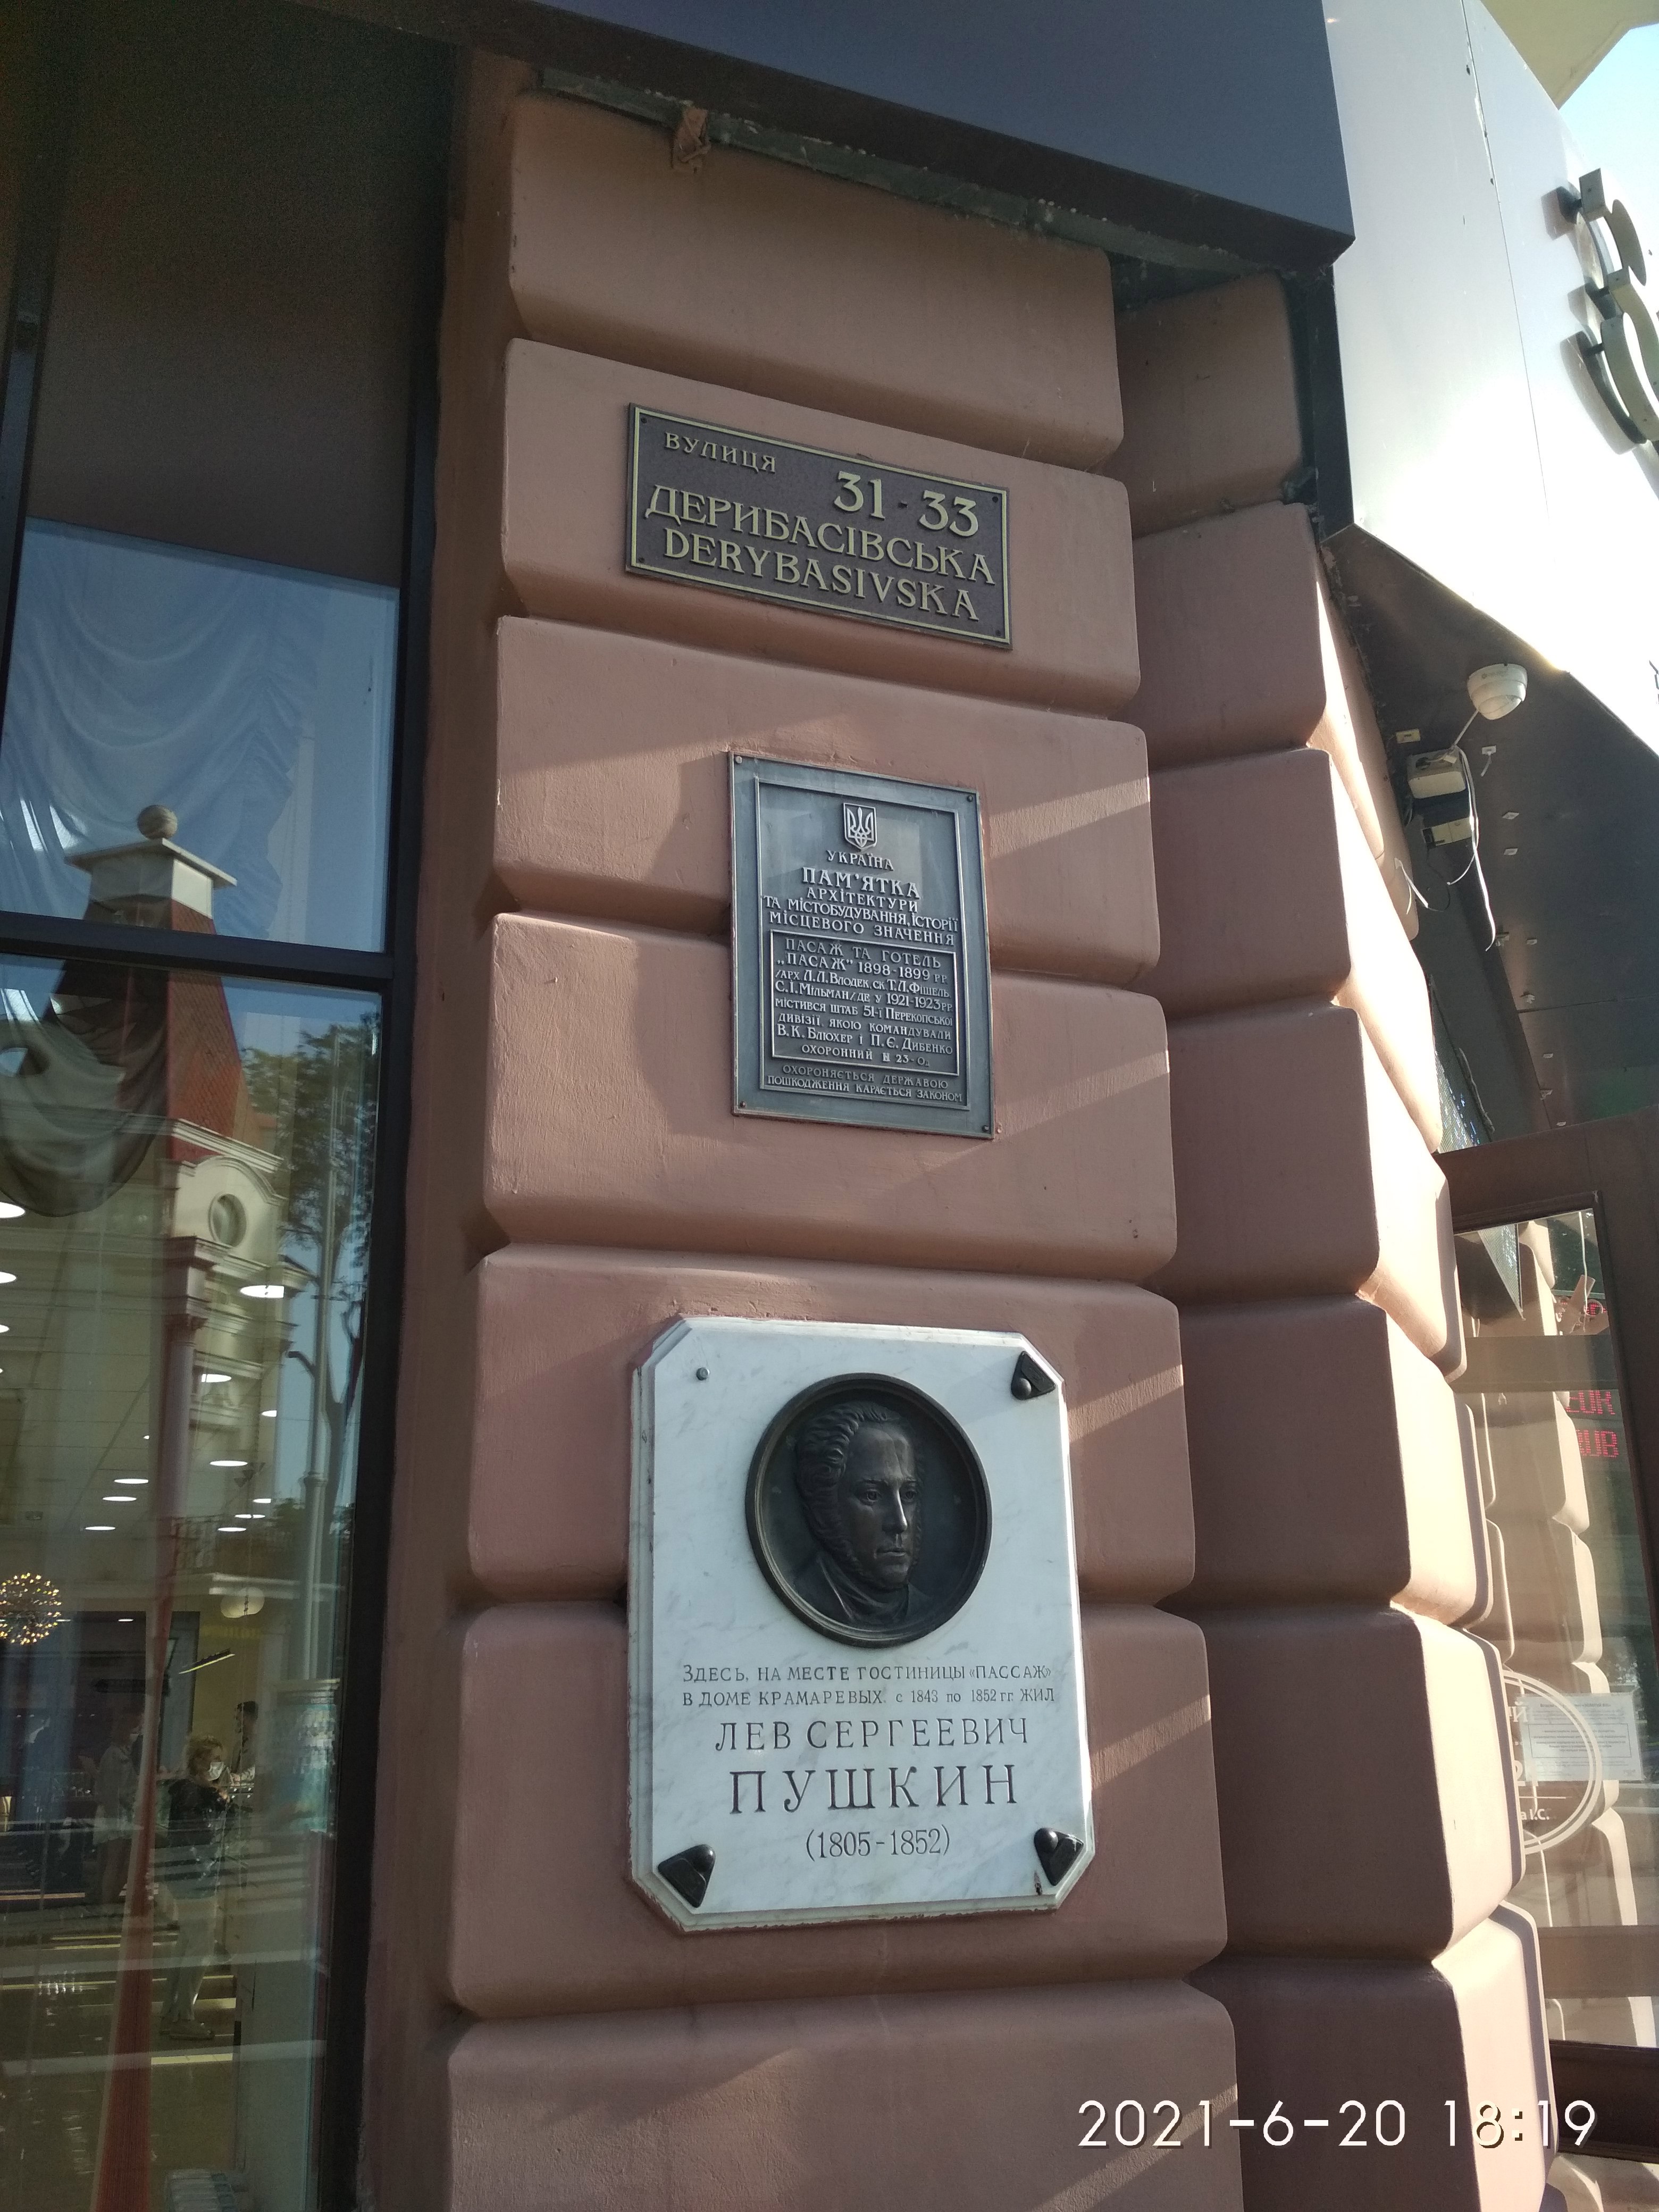 ВУЛИЦЯ
31-33
ДЕРИБАСІВСЬКА
DERYBASIVSKA
УКРАЇНА
ПАМ'ЯТКА
АРХІТЕКТУРИ
ТА МІСТОБУДУВАННЯ, ІСТОРІЇ
МІСЦЕВОГО ЗНАЧЕННЯ
ПАСАЖ ТА ГОТЕЛЬ
„ПАСАЖ" 1898-1899 РР.
/АРХ Л.Л.ВЛОДЕК, СК Т.Л.ФІШЕЛЬ,
С.І.МІЛЬМАН/ ДЕ У 1921-1923 РР
МІСТИВСЯ ШТАБ 51-Ї ПЕРЕКОПСЬКОЇ
ДИВІЗІЇ, ЯКОЮ КОМАНДУВАЛИ
В.К.БЛЮХЕР І П.Є.ДИБЕНКО
ОХОРОННИЙ № 23-ОД
ОХОРОНЯЄТЬСЯ ДЕРЖАВОЮ
ПОШКОДЖЕННЯ КАРАЄТЬСЯ ЗАКОНОМ
ЗДЕСЬ, НА МЕСТЕ ГОСТИНИЦЫ «ПАССАЖ»
В ДОМЕ КРАМАРЕВЫХ, с 1843 по 1852 гг. ЖИЛ
ЛЕВ СЕРГЕЕВИЧ
ПУШКИН
(1805-1852)
EUR
RUB
а І.С.
2021-6-20 18:19